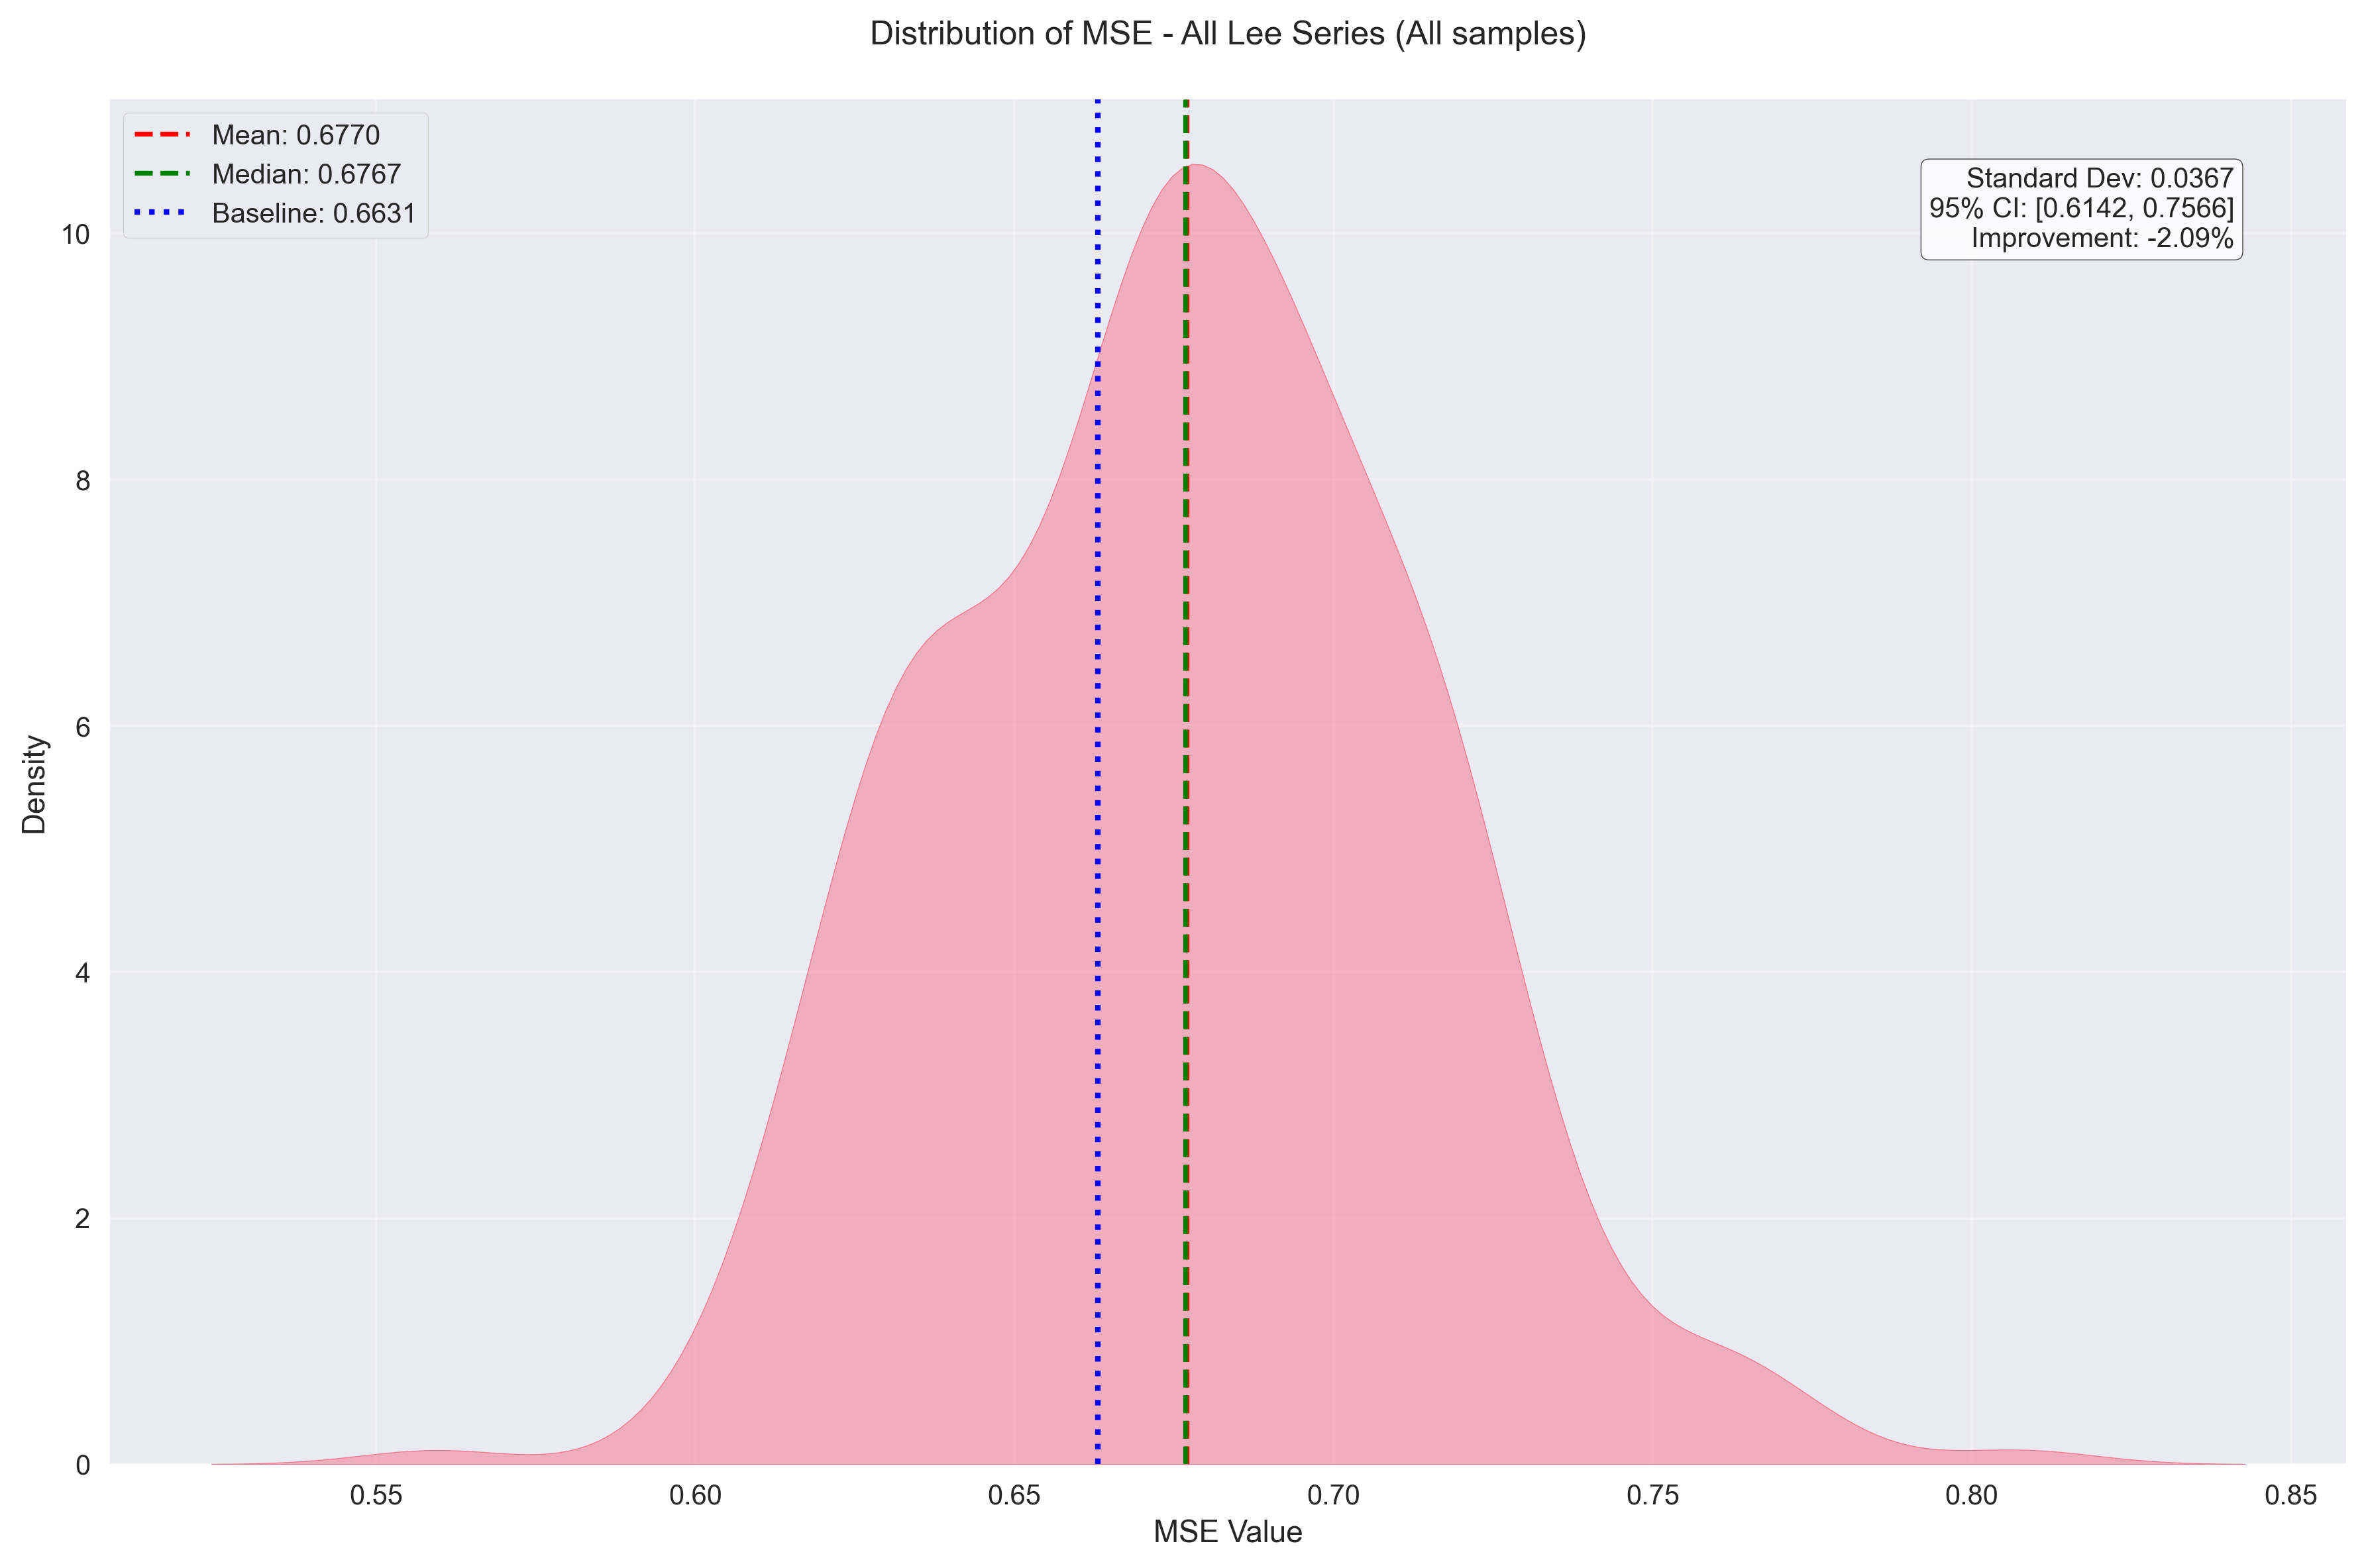 Distribution of MSE - All Lee Series (All samples)
Mean: 0.6770
Median: 0.6767
Baseline: 0.6631
Standard Dev: 0.0367
95% CI: [0.6142, 0.7566]
Improvement: -2.09%
10
8
6
4
2
0
Density
0.55 0.60 0.65 0.70 0.75 0.80 0.85
MSE Value